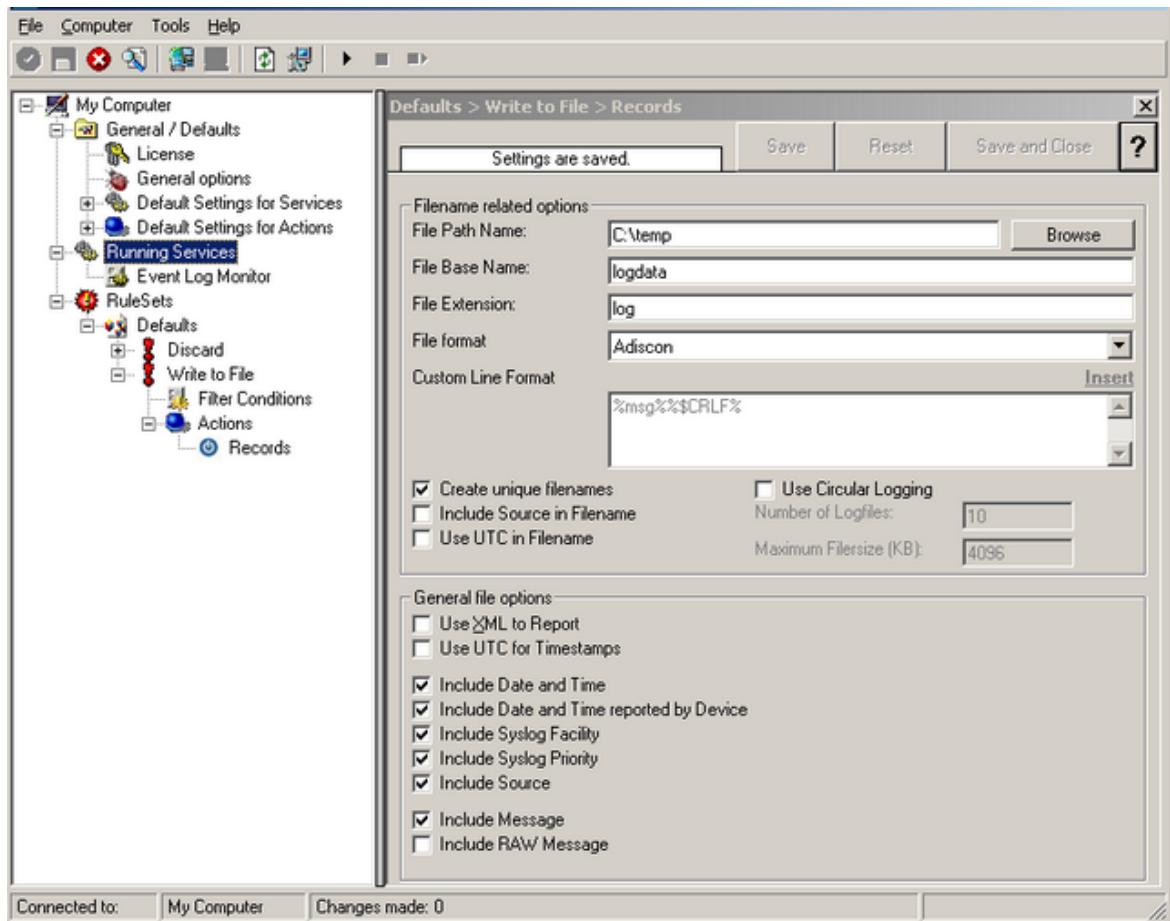 File Computer Tools Help
My Computer
General / Defaults
License
General options
Default Settings for Services
Default Settings for Actions
Running Services
Event Log Monitor
RuleSets
Defaults
Discard
Write to File
Filter Conditions
Actions
Records
Defaults > Write to File > Records
Settings are saved. Save Reset Save and Close ?
Filename related options
File Path Name: C:\temp Browse
File Base Name: logdata
File Extension: log
File format Adiscon
Custom Line Format Insert
%msg%%$CRLF%
Create unique filenames Use Circular Logging
Include Source in Filename Number of Logfiles: 10
Use UTC in Filename Maximum Filersize (KB): 4096
General file options
Use XML to Report
Use UTC for Timestamps
Include Date and Time
Include Date and Time reported by Device
Include Syslog Facility
Include Syslog Priority
Include Source
Include Message
Include RAW Message
Connected to: My Computer Changes made: 0